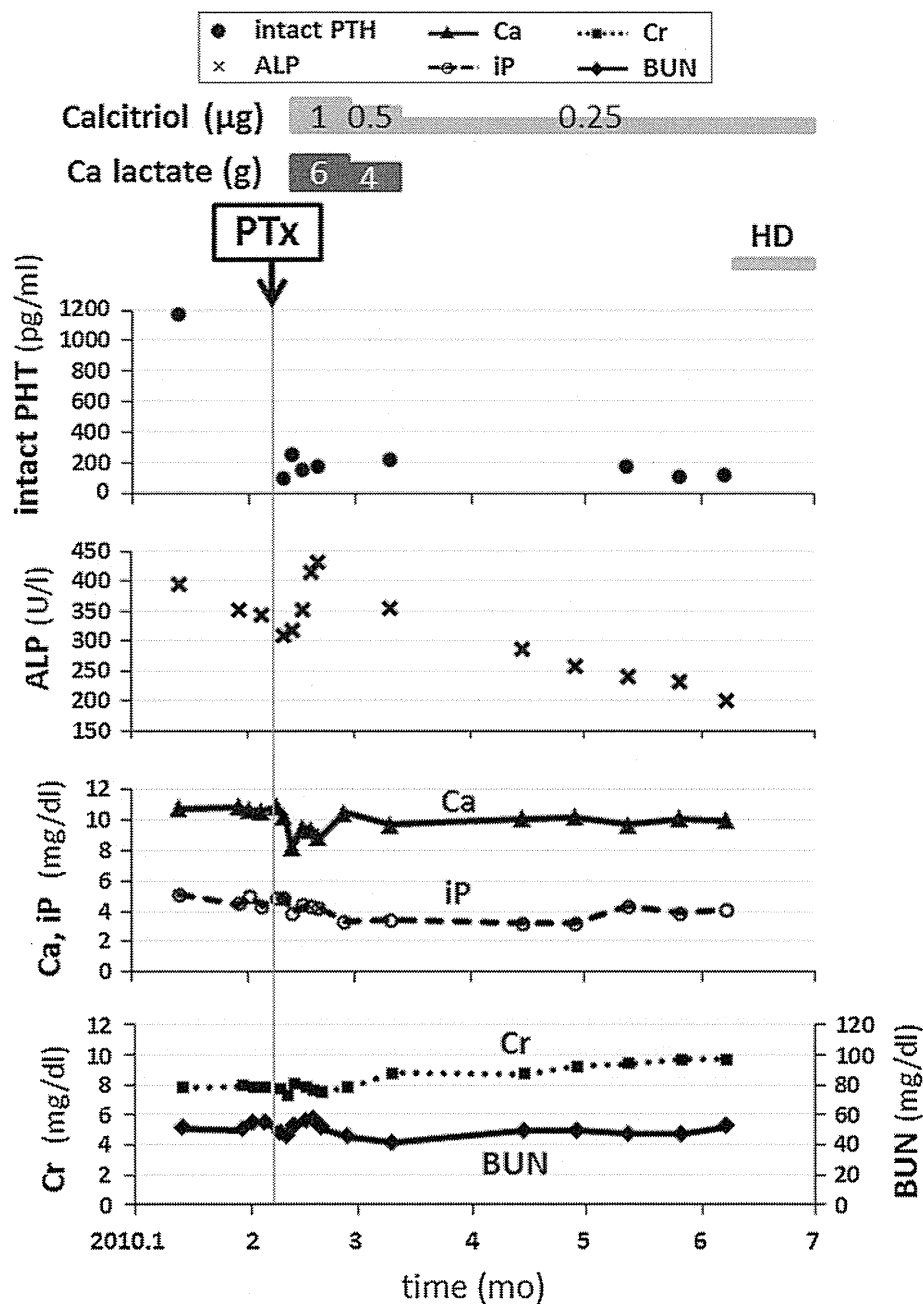 intact PTH Ca Cr
ALP iP BUN
Calcitriol (µg) 1 0.5 0.25
Ca lactate (g) 6 4
PTx
HD
intact PHT (pg/ml)
1200
1000
800
600
400
200
0
ALP (U/l)
450
400
350
300
250
200
150
Ca, iP (mg/dl)
12
10
8
6
4
2
0
Ca
iP
Cr (mg/dl)
12
10
8
6
4
2
0
Cr
BUN
120
100
80
60
40
20
0
BUN (mg/dl)
2010.1 2 3 4 5 6 7
time (mo)